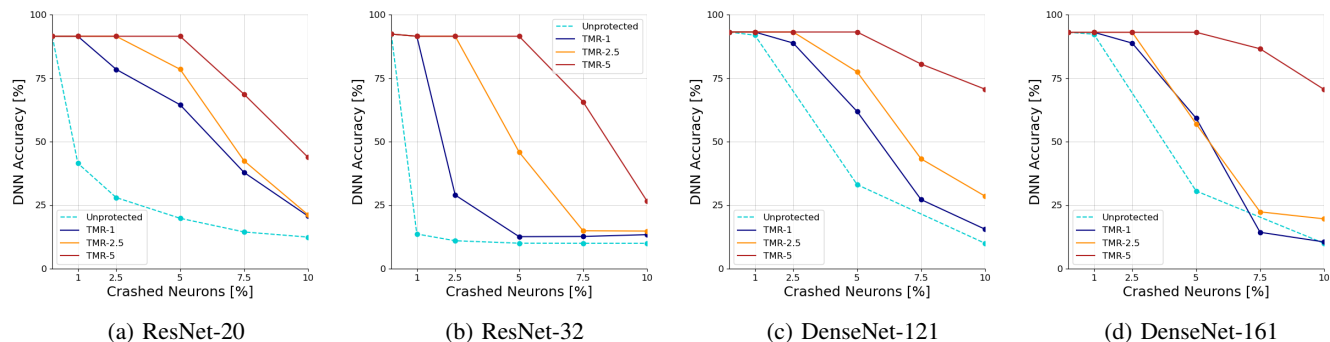 100
75
50
25
0
DNN Accuracy [%]
Unprotected
TMR-1
TMR-2.5
TMR-5
1
2.5
5
7.5
10
Crashed Neurons [%]
(a) ResNet-20
100
75
50
25
0
DNN Accuracy [%]
Unprotected
TMR-1
TMR-2.5
TMR-5
1
2.5
5
7.5
10
Crashed Neurons [%]
(b) ResNet-32
100
75
50
25
0
DNN Accuracy [%]
Unprotected
TMR-1
TMR-2.5
TMR-5
1
2.5
5
7.5
10
Crashed Neurons [%]
(c) DenseNet-121
100
75
50
25
0
DNN Accuracy [%]
Unprotected
TMR-1
TMR-2.5
TMR-5
1
2.5
5
7.5
10
Crashed Neurons [%]
(d) DenseNet-161